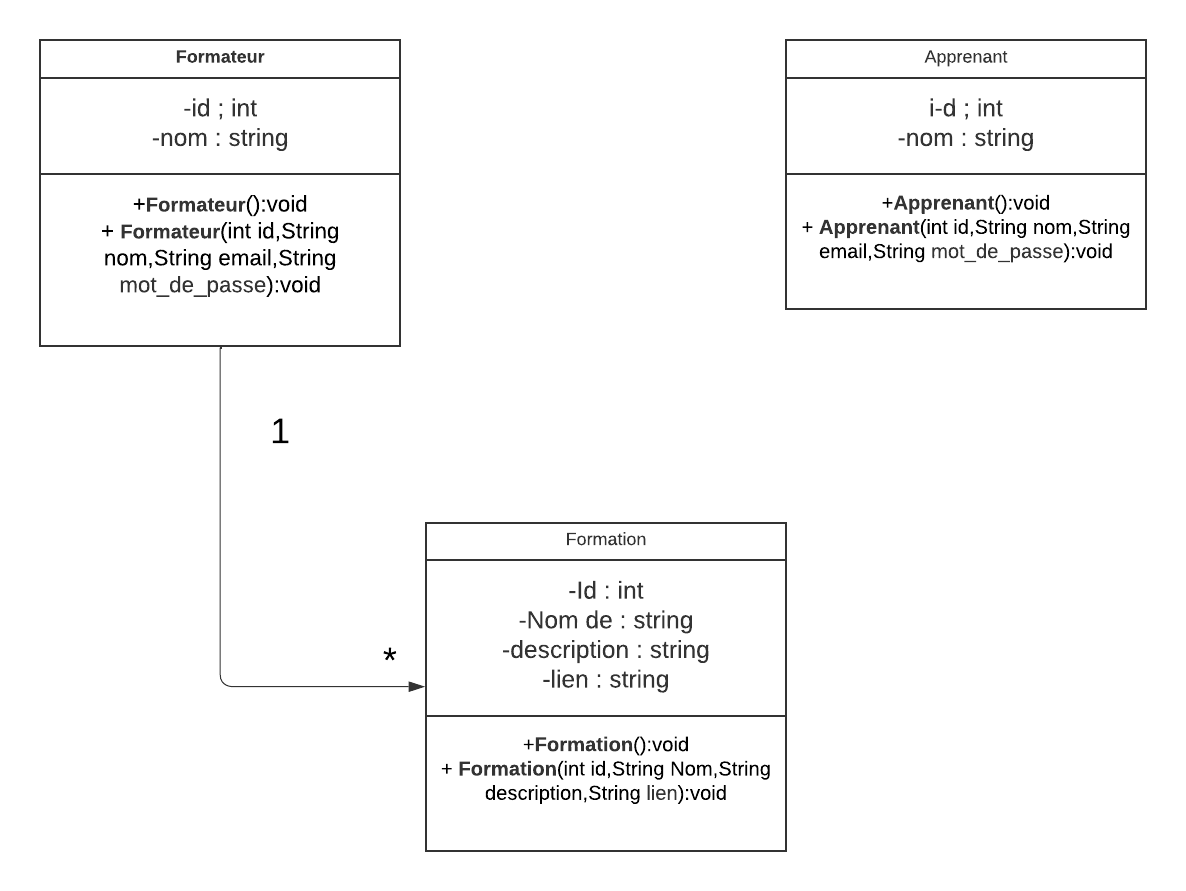 Formateur
-id ; int
-nom : string
+Formateur():void
+ Formateur(int id,String
nom,String email,String
mot_de_passe):void
Apprenant
i-d ; int
-nom : string
+Apprenant():void
+ Apprenant(int id,String nom,String
email,String mot_de_passe):void
1
*
Formation
-Id : int
-Nom de : string
-description : string
-lien : string
+Formation():void
+ Formation(int id,String Nom,String
description,String lien):void